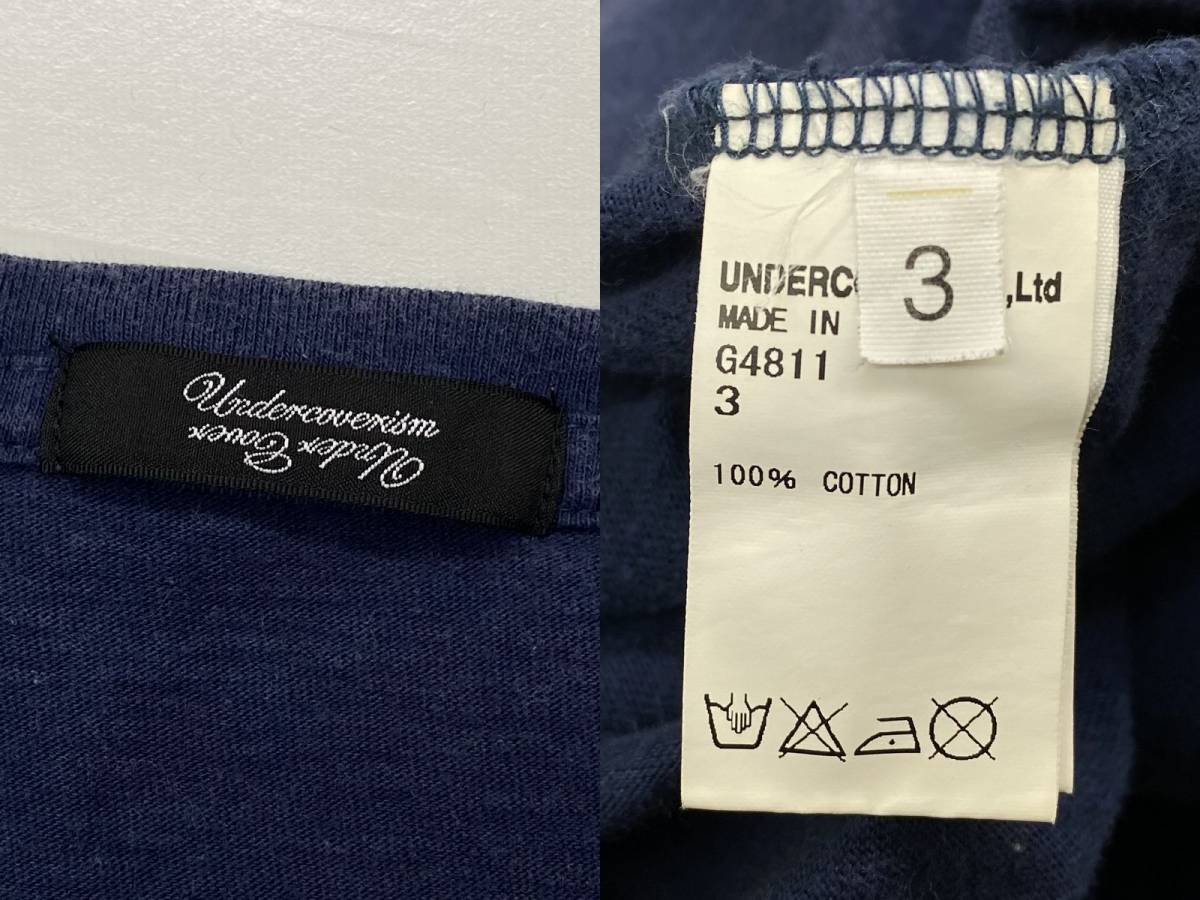 Undercoverism
Under Cover
3
UNDERC ,Ltd
MADE IN
G4811
3
100% COTTON